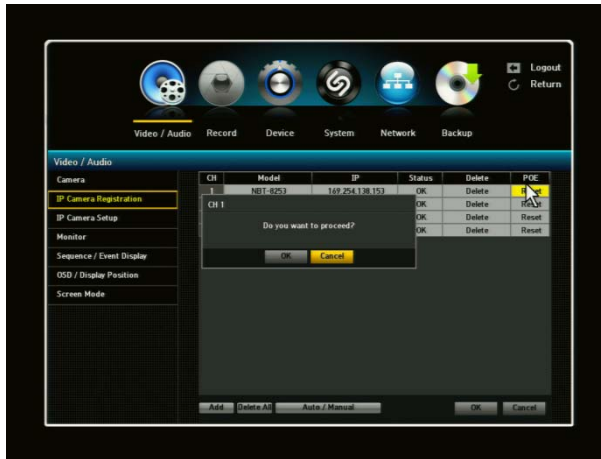 Logout
Return
Video / Audio Record Device System Network Backup
Video / Audio
Camera
IP Camera Registration
IP Camera Setup
Monitor
Sequence / Event Display
OSD / Display Position
Screen Mode
CH Model IP Status Delete POE
1 NBT-8253 169.254.138.153 OK Delete
OK Delete Reset
OK Delete Reset
OK Delete Reset
CH 1
Do you want to proceed?
OK Cancel
Add Delete All Auto / Manual OK Cancel